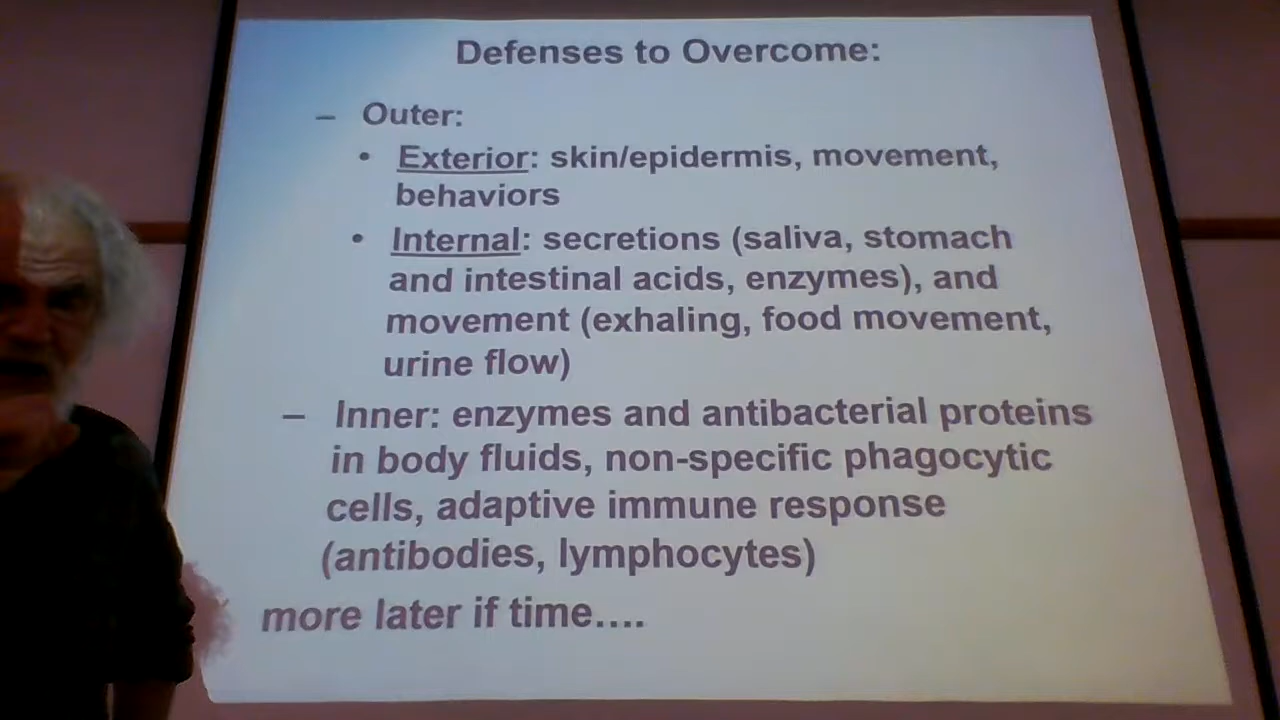 Defenses to Overcome:
– Outer:
• Exterior: skin/epidermis, movement,
behaviors
• Internal: secretions (saliva, stomach
and intestinal acids, enzymes), and
movement (exhaling, food movement,
urine flow)
– Inner: enzymes and antibacterial proteins
in body fluids, non-specific phagocytic
cells, adaptive immune response
(antibodies, lymphocytes)
more later if time....